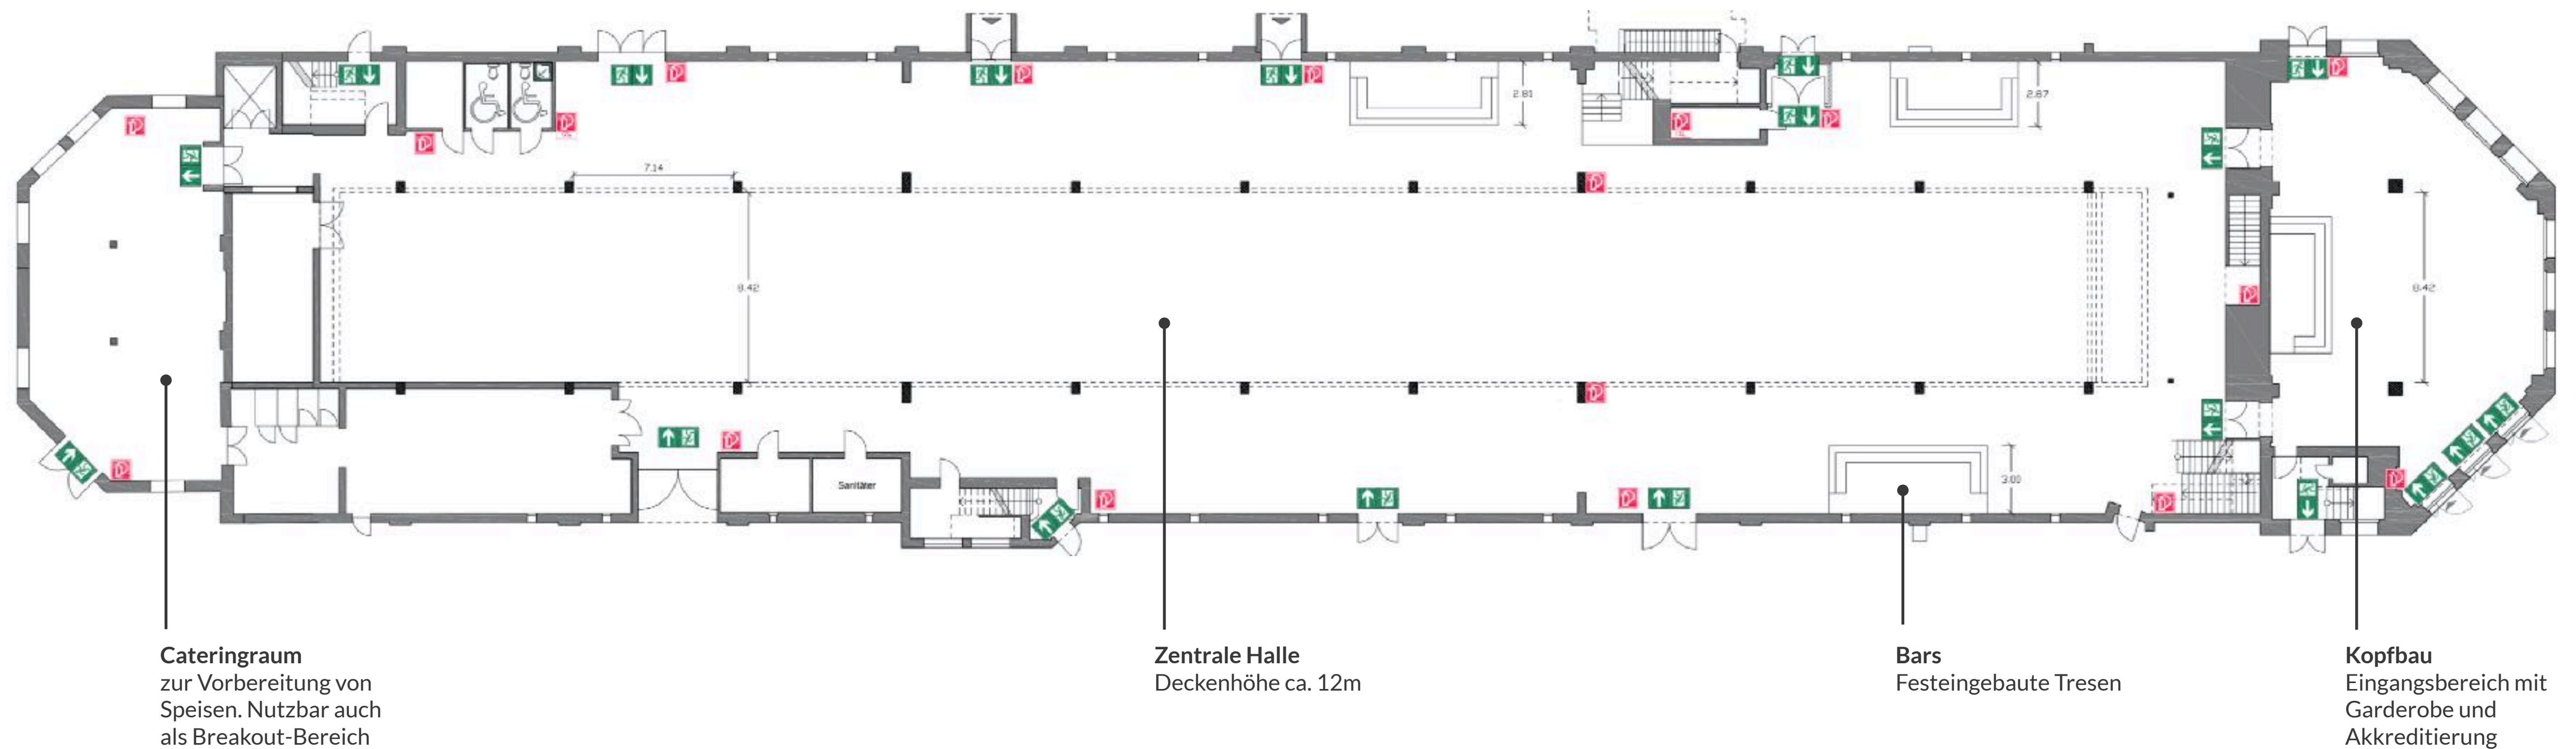 2.81
2.87
7.14
8.42
8.42
Sanitäter
3.00
Cateringraum
zur Vorbereitung von
Speisen. Nutzbar auch
als Breakout-Bereich
Zentrale Halle
Deckenhöhe ca. 12m
Bars
Festeingebaute Tresen
Kopfbau
Eingangsbereich mit
Garderobe und
Akkreditierung